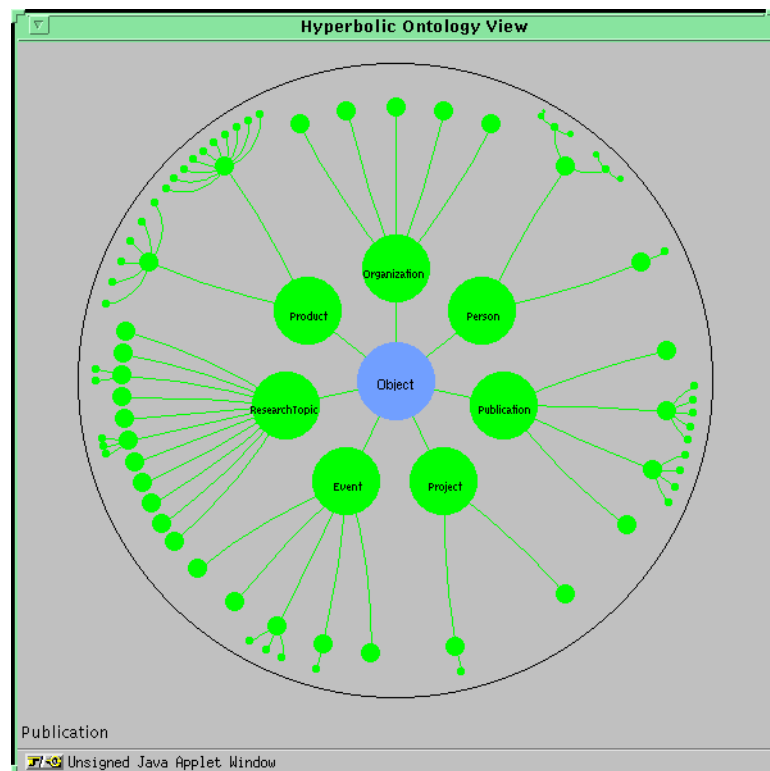 Hyperbolic Ontology View
Organization
Product
Person
Object
ResearchTopic
Publication
Event
Project
Publication
Unsigned Java Applet Window